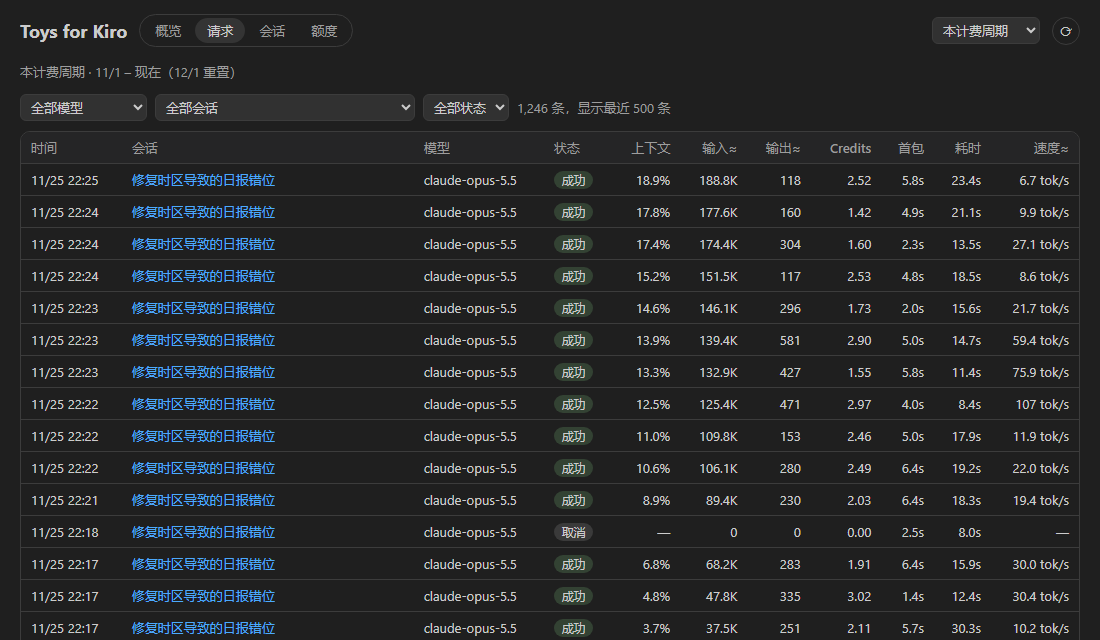 Toys for Kiro 概览 请求 会话 额度 本计费周期
本计费周期 · 11/1 – 现在（12/1 重置）
全部模型 全部会话 全部状态 1,246 条，显示最近 500 条
时间 会话 模型 状态 上下文 输入≈ 输出≈ Credits 首包 耗时 速度≈
11/25 22:25 修复时区导致的日报错位 claude-opus-5.5 成功 18.9% 188.8K 118 2.52 5.8s 23.4s 6.7 tok/s
11/25 22:24 修复时区导致的日报错位 claude-opus-5.5 成功 17.8% 177.6K 160 1.42 4.9s 21.1s 9.9 tok/s
11/25 22:24 修复时区导致的日报错位 claude-opus-5.5 成功 17.4% 174.4K 304 1.60 2.3s 13.5s 27.1 tok/s
11/25 22:24 修复时区导致的日报错位 claude-opus-5.5 成功 15.2% 151.5K 117 2.53 4.8s 18.5s 8.6 tok/s
11/25 22:23 修复时区导致的日报错位 claude-opus-5.5 成功 14.6% 146.1K 296 1.73 2.0s 15.6s 21.7 tok/s
11/25 22:23 修复时区导致的日报错位 claude-opus-5.5 成功 13.9% 139.4K 581 2.90 5.0s 14.7s 59.4 tok/s
11/25 22:23 修复时区导致的日报错位 claude-opus-5.5 成功 13.3% 132.9K 427 1.55 5.8s 11.4s 75.9 tok/s
11/25 22:22 修复时区导致的日报错位 claude-opus-5.5 成功 12.5% 125.4K 471 2.97 4.0s 8.4s 107 tok/s
11/25 22:22 修复时区导致的日报错位 claude-opus-5.5 成功 11.0% 109.8K 153 2.46 5.0s 17.9s 11.9 tok/s
11/25 22:22 修复时区导致的日报错位 claude-opus-5.5 成功 10.6% 106.1K 280 2.49 6.4s 19.2s 22.0 tok/s
11/25 22:21 修复时区导致的日报错位 claude-opus-5.5 成功 8.9% 89.4K 230 2.03 6.4s 18.3s 19.4 tok/s
11/25 22:18 修复时区导致的日报错位 claude-opus-5.5 取消 — 0 0 0.00 2.5s 8.0s —
11/25 22:17 修复时区导致的日报错位 claude-opus-5.5 成功 6.8% 68.2K 283 1.91 6.4s 15.9s 30.0 tok/s
11/25 22:17 修复时区导致的日报错位 claude-opus-5.5 成功 4.8% 47.8K 335 3.02 1.4s 12.4s 30.4 tok/s
11/25 22:17 修复时区导致的日报错位 claude-opus-5.5 成功 3.7% 37.5K 251 2.11 5.7s 30.3s 10.2 tok/s